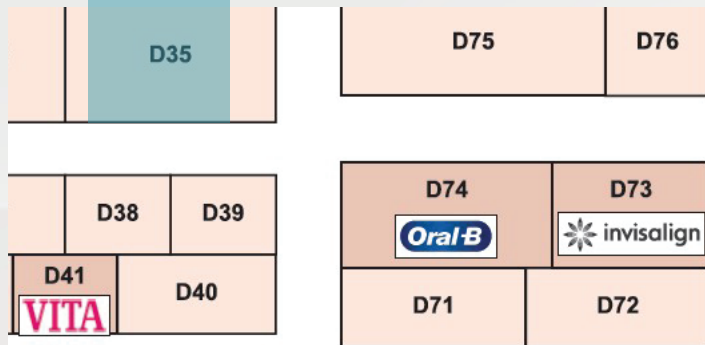 D35
D75
D76
D38
D39
D74
Oral-B
D73
invisalign
D41
VITA
D40
D71
D72